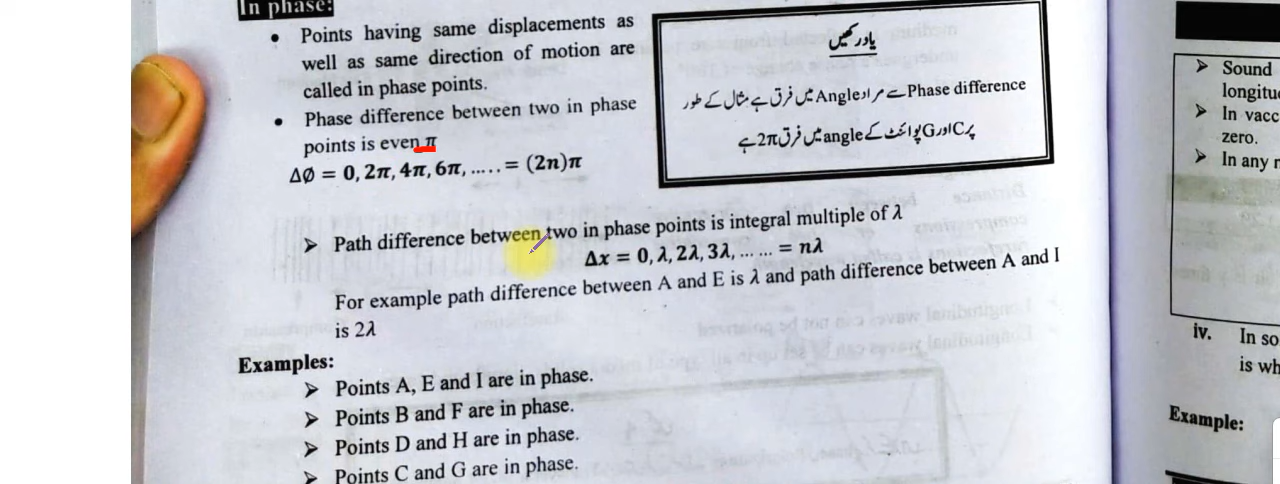 In phase:
• Points having same displacements as
well as same direction of motion are
called in phase points.
• Phase difference between two in phase
points is even π
ΔØ = 0, 2π, 4π, 6π, ..... = (2n)π
یاد رکھیں
Phase difference سے مراد Angle میں فرق ہے مثال کے طور
پر C اور G پوائنٹ کے angle میں فرق 2π ہے
➢ Path difference between two in phase points is integral multiple of λ
Δx = 0, λ, 2λ, 3λ, ... ... = nλ
For example path difference between A and E is λ and path difference between A and I
is 2λ
Examples:
➢ Points A, E and I are in phase.
➢ Points B and F are in phase.
➢ Points D and H are in phase.
➢ Points C and G are in phase.
➢ Sound
longitu
➢ In vacc
zero.
➢ In any
iv. In so
is wh
Example: